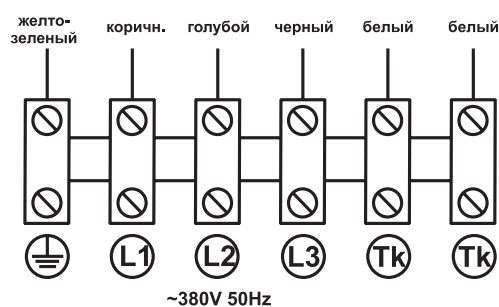 желто-
зеленый
коричн.
голубой
черный
белый
белый
L1
L2
L3
Tk
Tk
~380V 50Hz